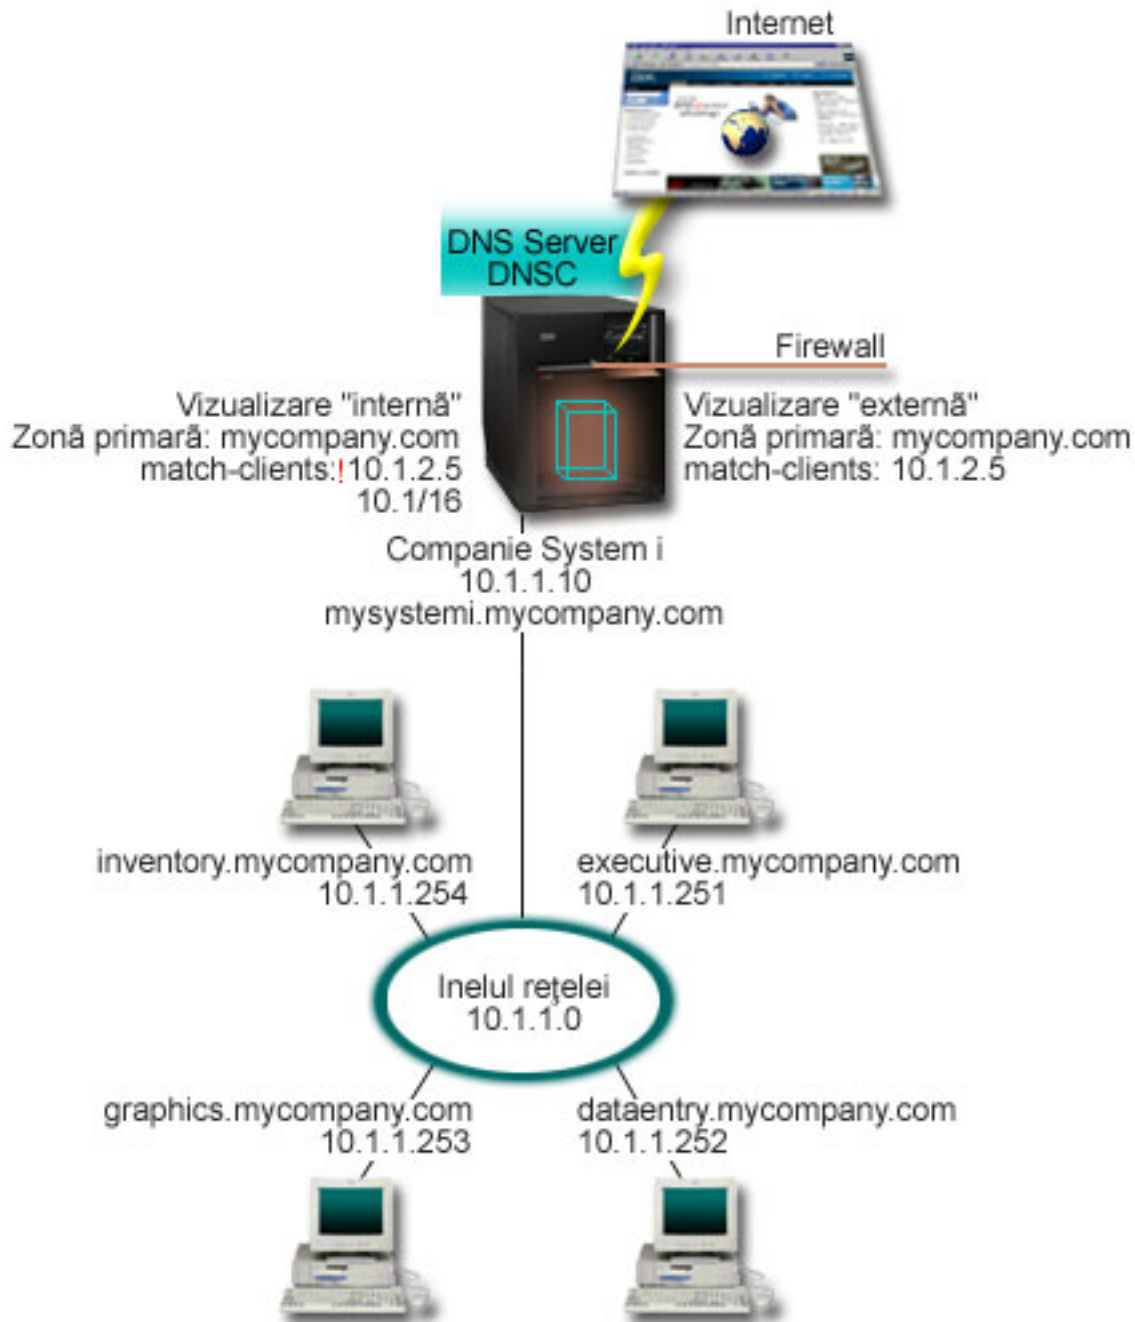 Internet
DNS Server
DNSC
Firewall
Vizualizare "internă"
Zonă primară: mycompany.com
match-clients:!10.1.2.5
10.1/16
Vizualizare "externă"
Zonă primară: mycompany.com
match-clients: 10.1.2.5
Companie System i
10.1.1.10
mysystemi.mycompany.com
inventory.mycompany.com
10.1.1.254
executive.mycompany.com
10.1.1.251
Inelul reţelei
10.1.1.0
graphics.mycompany.com
10.1.1.253
dataentry.mycompany.com
10.1.1.252